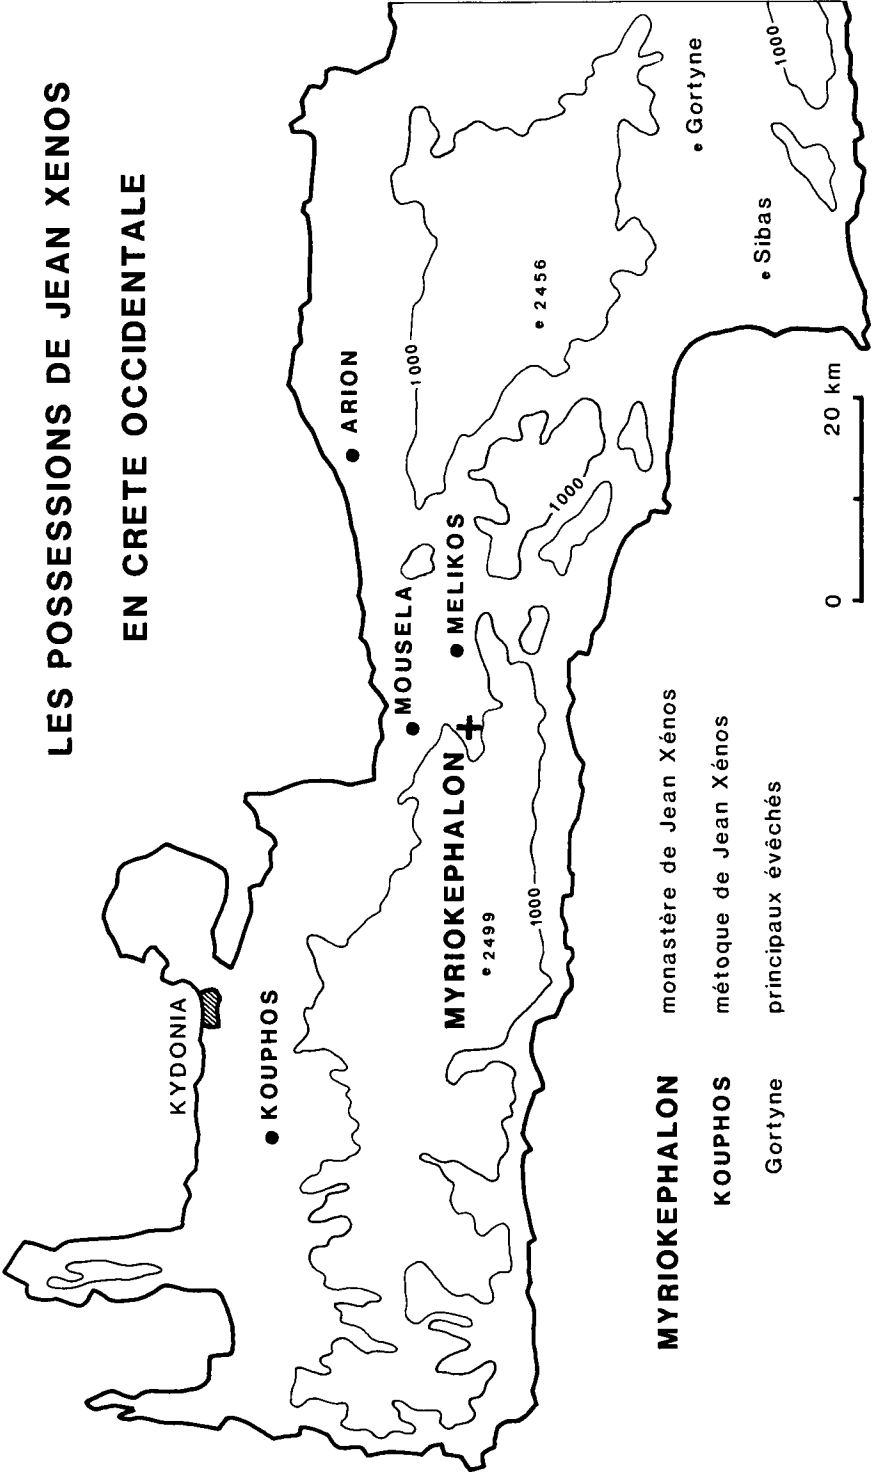 LES POSSESSIONS DE JEAN XENOS
EN CRETE OCCIDENTALE
KYDONIA
KOUPHOS
ARION
MOUSELA
1000
MELIKOS
MYRIOKEPHALON
2499
1000
1000
2456
Gortyne
Sibas
1000
MYRIOKEPHALON monastère de Jean Xénos
KOUPHOS métoque de Jean Xénos
Gortyne principaux évêchés
0 20 km